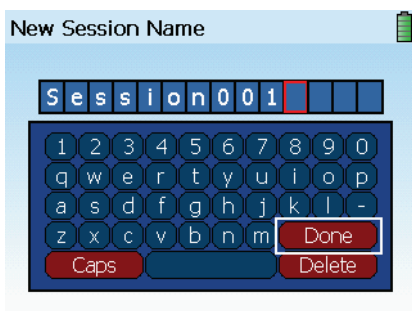 New Session Name
Session001
1 2 3 4 5 6 7 8 9 0
q w e r t y u i o p
a s d f g h j k l -
z x c v b n m Done
Caps Delete